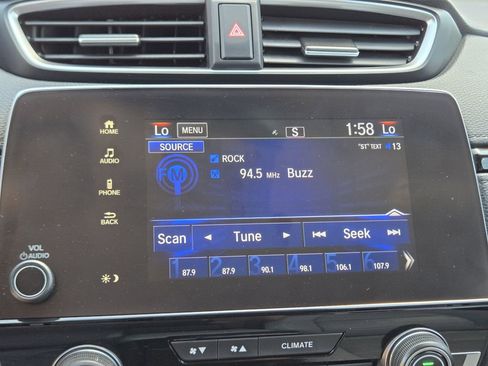 Lo MENU S 1:58 Lo
HOME
SOURCE "ST" TEXT 13
ROCK
AUDIO
FM 94.5 MHz Buzz
PHONE
BACK
Scan Tune Seek
VOL
AUDIO
1 87.9 2 87.9 3 90.1 4 98.1 5 106.1 6 107.9
CLIMATE